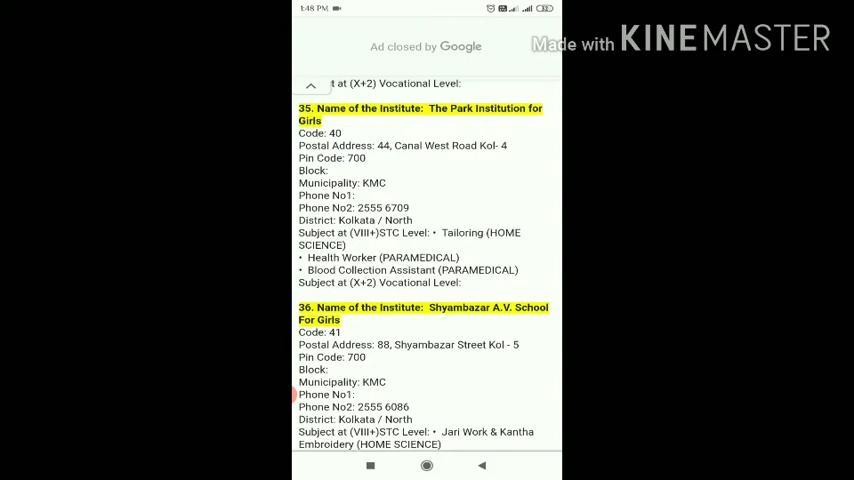 1:48 PM
Ad closed by Google
Made with KINEMASTER
t at (X+2) Vocational Level:
35. Name of the Institute: The Park Institution for
Girls
Code: 40
Postal Address: 44, Canal West Road Kol- 4
Pin Code: 700
Block:
Municipality: KMC
Phone No1:
Phone No2: 2555 6709
District: Kolkata / North
Subject at (VIII+)STC Level: • Tailoring (HOME
SCIENCE)
• Health Worker (PARAMEDICAL)
• Blood Collection Assistant (PARAMEDICAL)
Subject at (X+2) Vocational Level:
36. Name of the Institute: Shyambazar A.V. School
For Girls
Code: 41
Postal Address: 88, Shyambazar Street Kol - 5
Pin Code: 700
Block:
Municipality: KMC
Phone No1:
Phone No2: 2555 6086
District: Kolkata / North
Subject at (VIII+)STC Level: • Jari Work & Kantha
Embroidery (HOME SCIENCE)